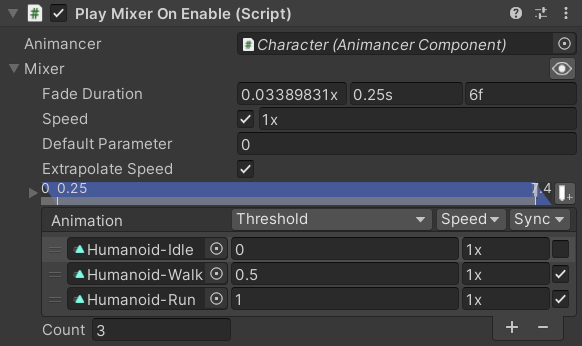 Play Mixer On Enable (Script)
Animancer Character (Animancer Component)
Mixer
Fade Duration 0.03389831x 0.25s 6f
Speed 1x
Default Parameter 0
Extrapolate Speed
0 0.25 7.4
Animation Threshold Speed Sync
Humanoid-Idle 0 1x
Humanoid-Walk 0.5 1x
Humanoid-Run 1 1x
Count 3